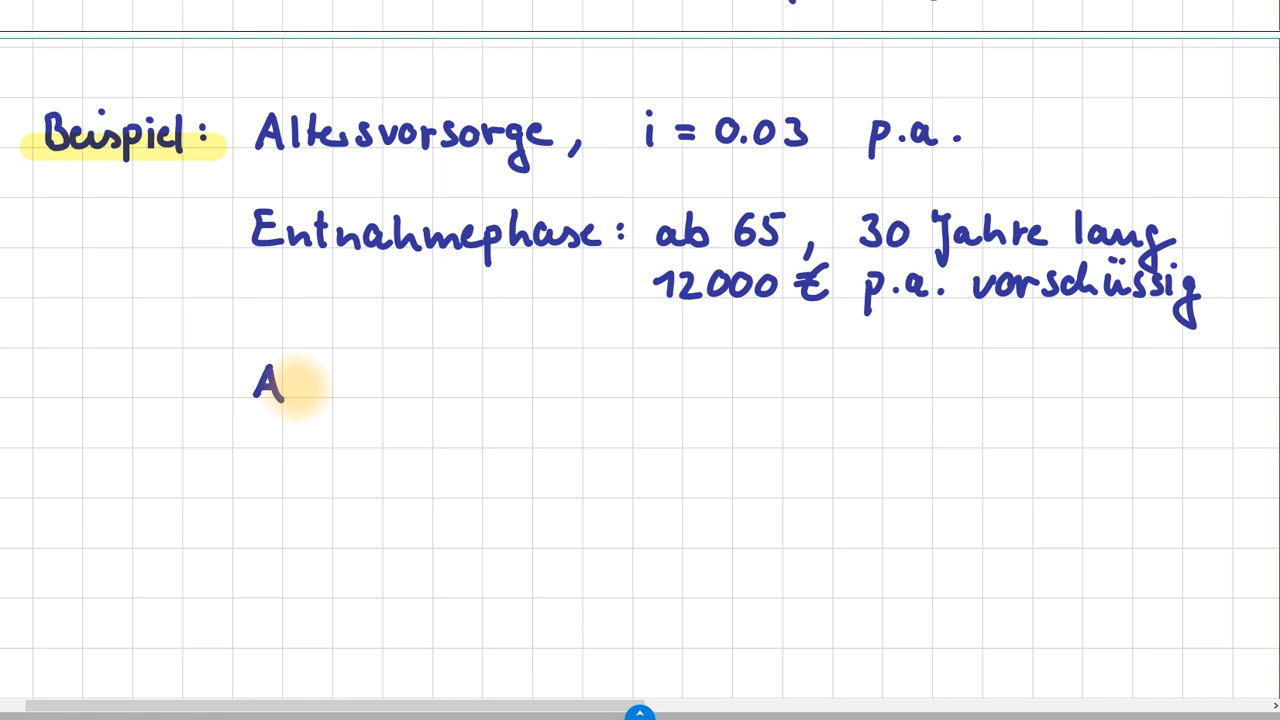 Beispiel: Altersvorsorge, i = 0.03 p.a.
Entnahmephase: ab 65, 30 Jahre lang
12000 € p.a. vorschüssig
A